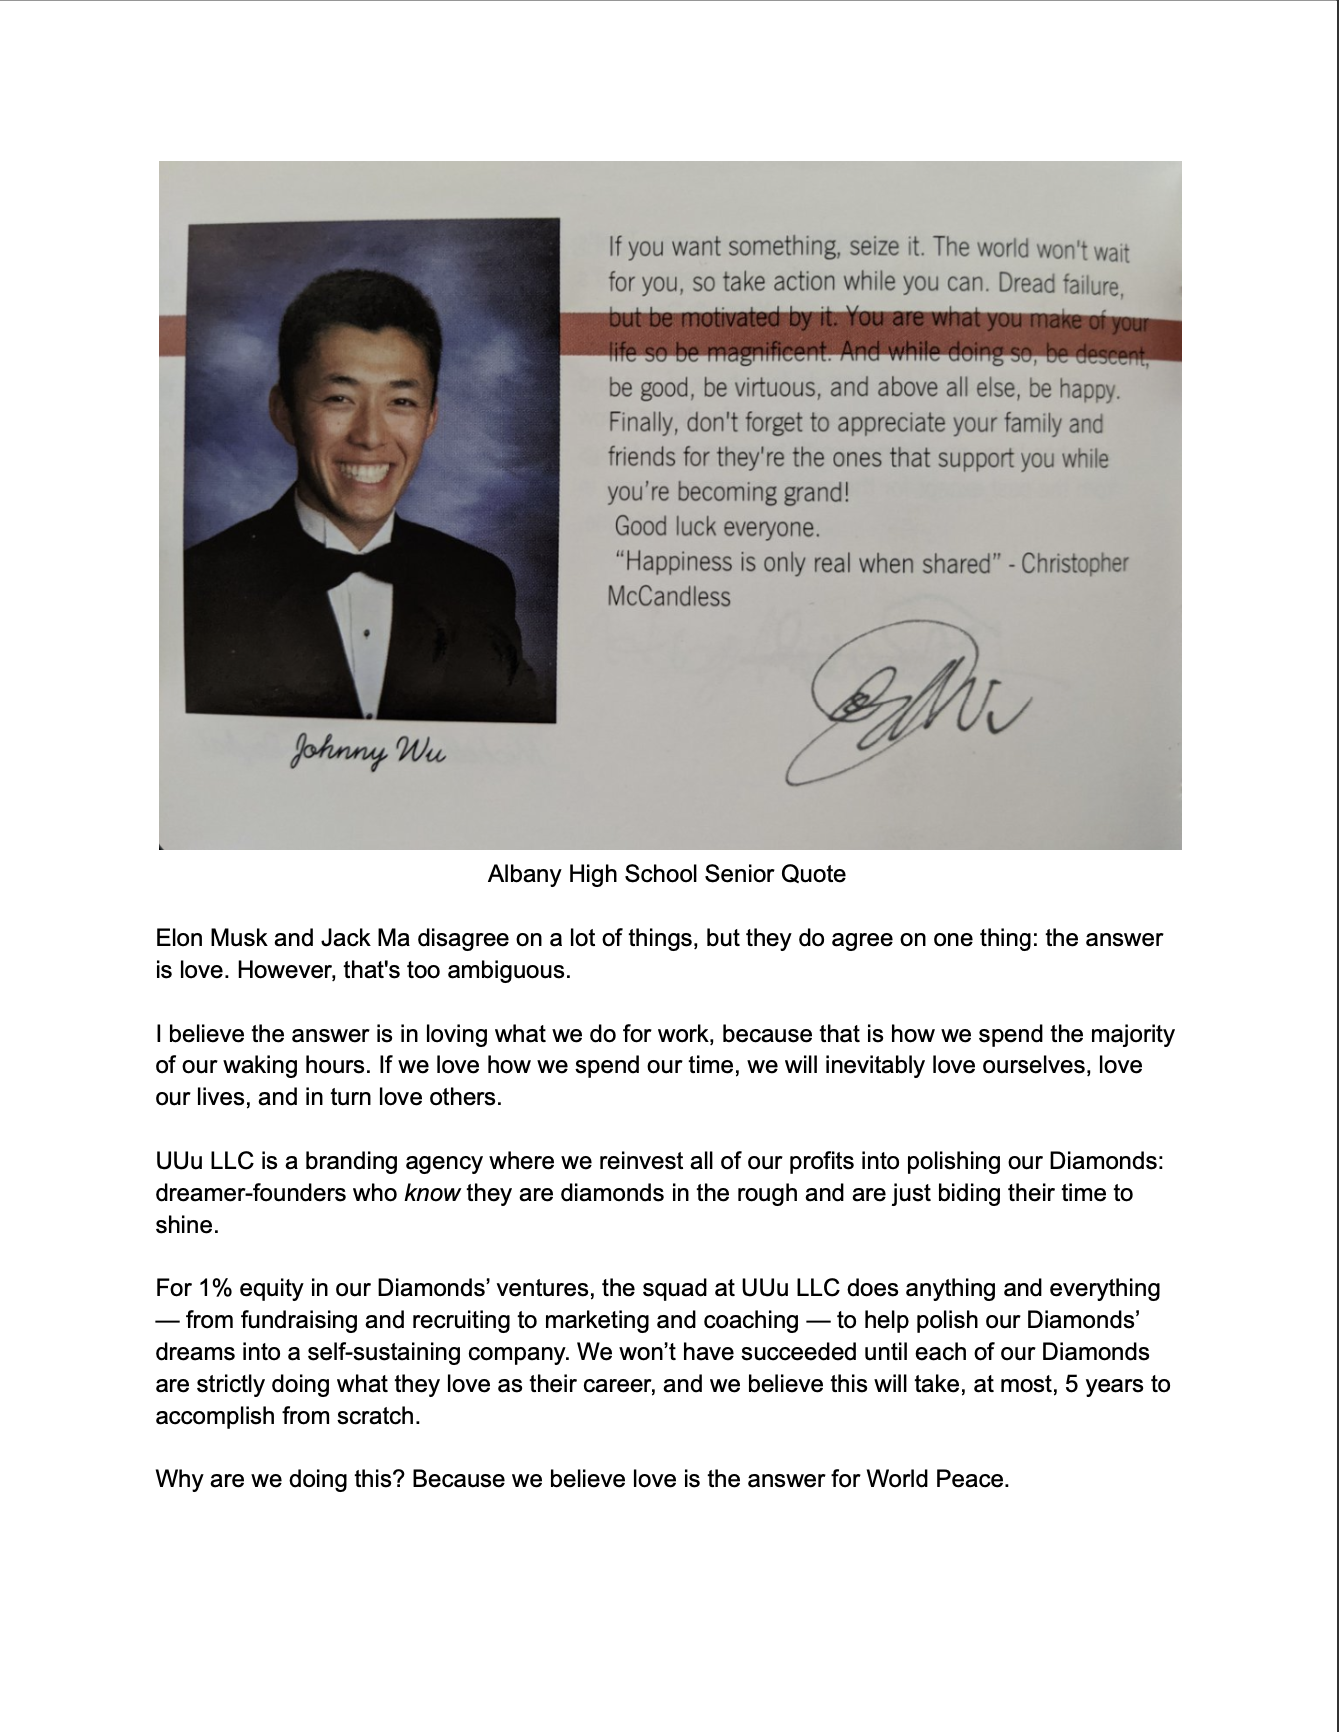 If you want something, seize it. The world won't wait
for you, so take action while you can. Dread failure,
but be motivated by it. You are what you make of your
life so be magnificent. And while doing so, be descent,
be good, be virtuous, and above all else, be happy.
Finally, don't forget to appreciate your family and
friends for they're the ones that support you while
you're becoming grand!
Good luck everyone.
“Happiness is only real when shared” - Christopher
McCandless
Johnny Wu
Albany High School Senior Quote
Elon Musk and Jack Ma disagree on a lot of things, but they do agree on one thing: the answer
is love. However, that's too ambiguous.
I believe the answer is in loving what we do for work, because that is how we spend the majority
of our waking hours. If we love how we spend our time, we will inevitably love ourselves, love
our lives, and in turn love others.
UUu LLC is a branding agency where we reinvest all of our profits into polishing our Diamonds:
dreamer-founders who know they are diamonds in the rough and are just biding their time to
shine.
For 1% equity in our Diamonds’ ventures, the squad at UUu LLC does anything and everything
— from fundraising and recruiting to marketing and coaching — to help polish our Diamonds’
dreams into a self-sustaining company. We won’t have succeeded until each of our Diamonds
are strictly doing what they love as their career, and we believe this will take, at most, 5 years to
accomplish from scratch.
Why are we doing this? Because we believe love is the answer for World Peace.